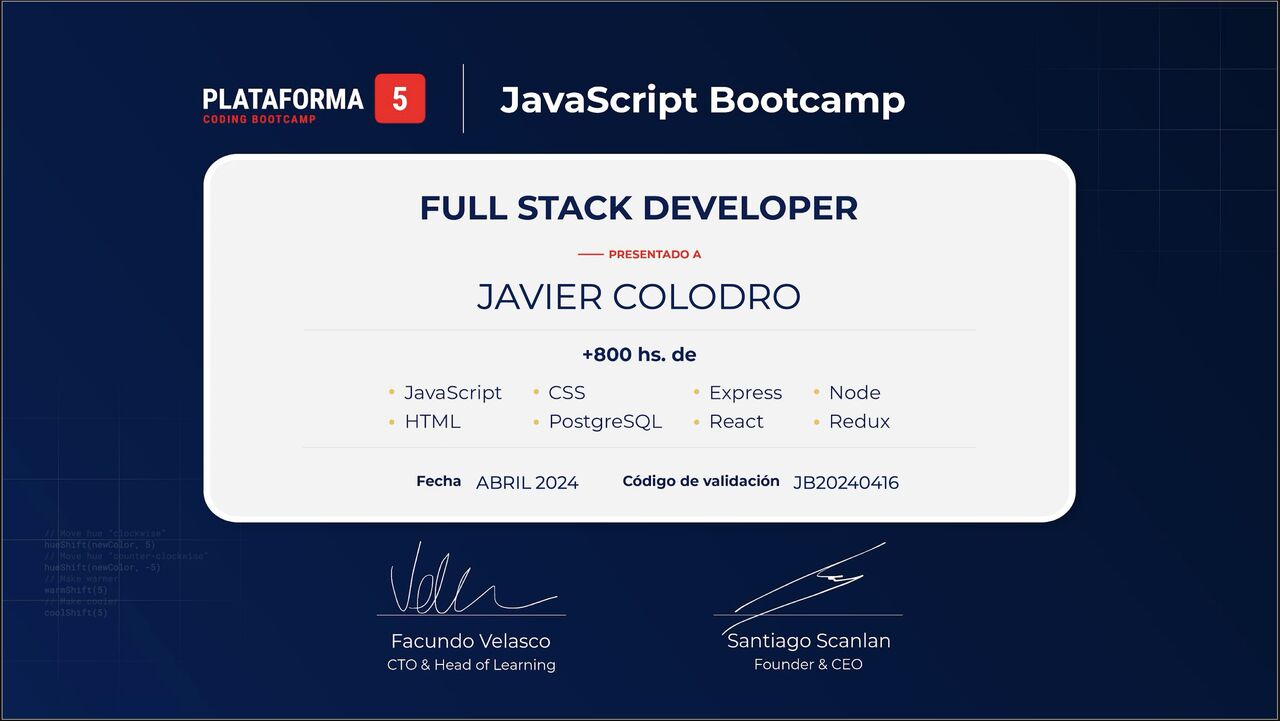 PLATAFORMA 5
CODING BOOTCAMP
JavaScript Bootcamp
FULL STACK DEVELOPER
PRESENTADO A
JAVIER COLODRO
+800 hs. de
• JavaScript • CSS • Express • Node
• HTML • PostgreSQL • React • Redux
Fecha ABRIL 2024 Código de validación JB20240416
// Move hue "clockwise"
hueShift(newColor, 5)
// Move hue "counter-clockwise"
hueShift(newColor, -5)
// Make warmer
warmShift(5)
// Make cooler
coolShift(5)
Facundo Velasco
CTO & Head of Learning
Santiago Scanlan
Founder & CEO